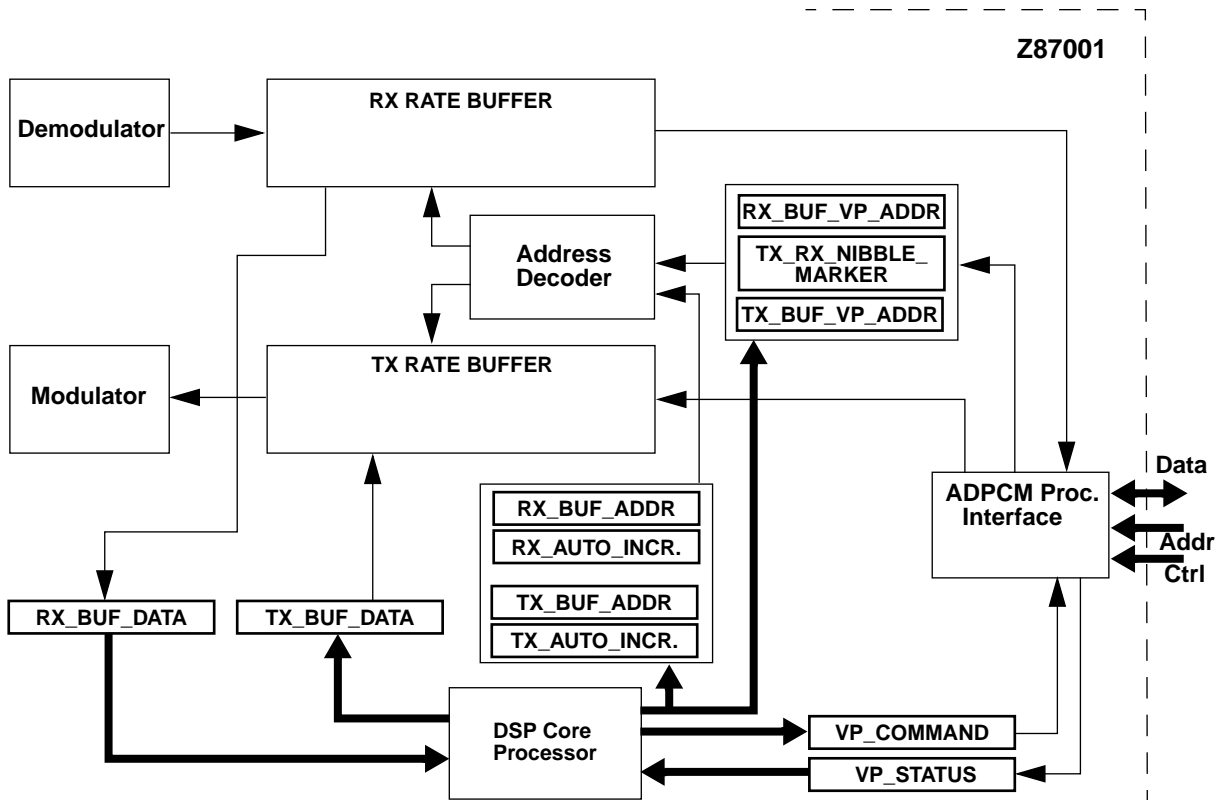 Z87001
RX RATE BUFFER
Demodulator
RX_BUF_VP_ADDR
TX_RX_NIBBLE_
MARKER
TX_BUF_VP_ADDR
Address
Decoder
TX RATE BUFFER
Modulator
Data
ADPCM Proc.
Interface
Addr
Ctrl
RX_BUF_ADDR
RX_AUTO_INCR.
TX_BUF_ADDR
TX_AUTO_INCR.
RX_BUF_DATA
TX_BUF_DATA
DSP Core
Processor
VP_COMMAND
VP_STATUS